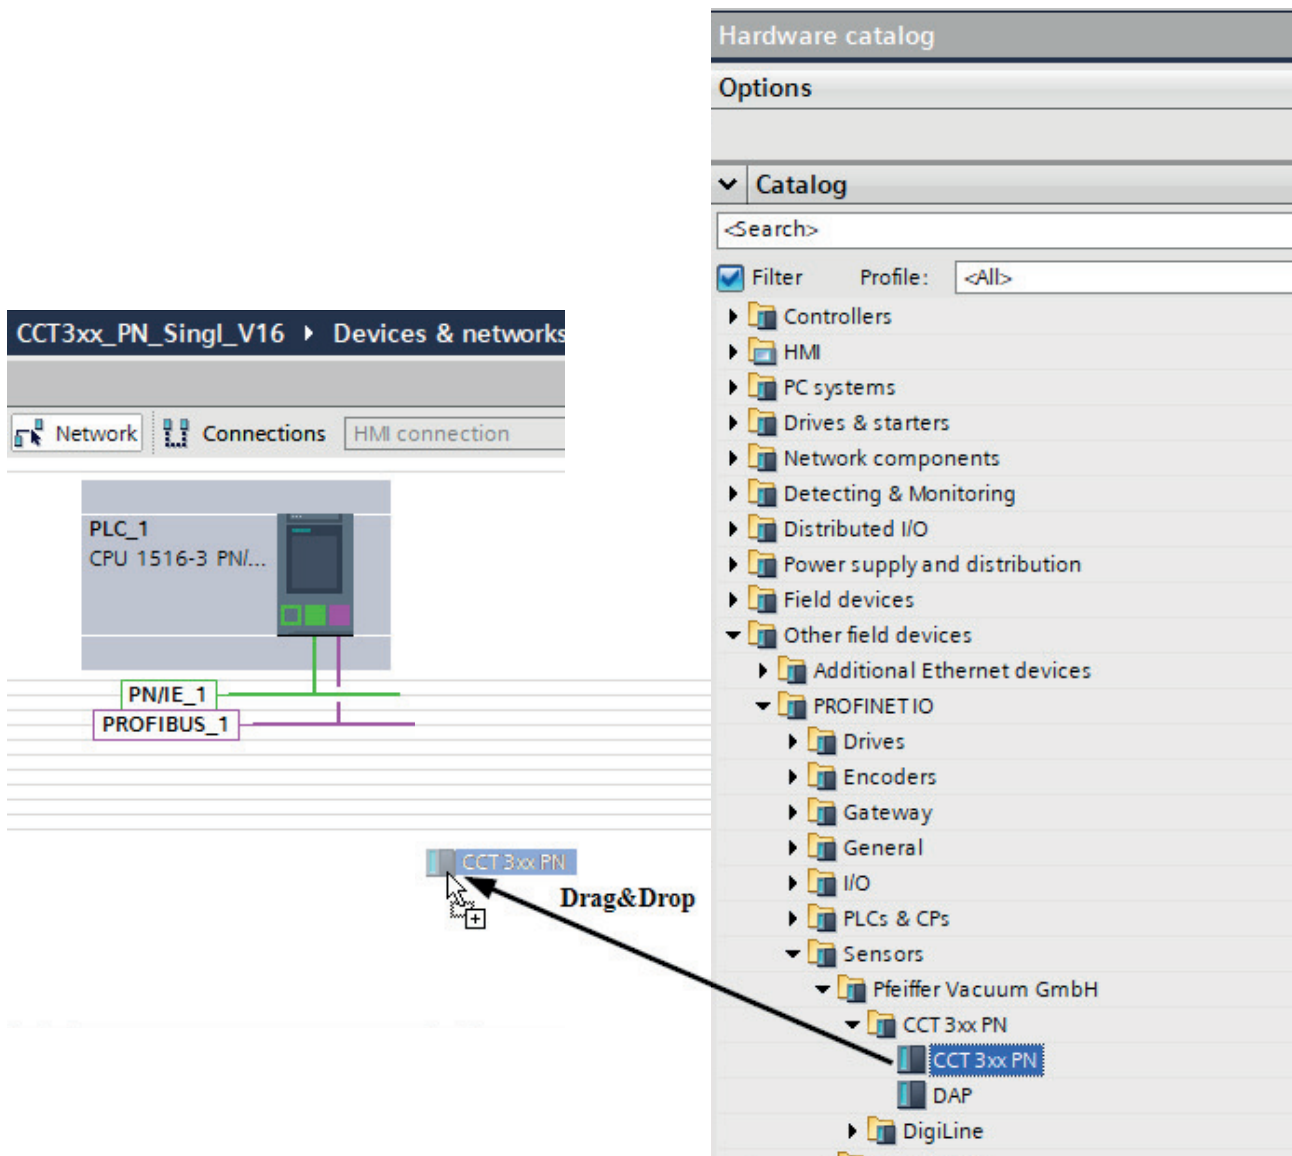 Hardware catalog
Options
Catalog
<Search>
Filter Profile: <All>
Controllers
HMI
PC systems
Drives & starters
Network components
Detecting & Monitoring
Distributed I/O
Power supply and distribution
Field devices
Other field devices
Additional Ethernet devices
PROFINET IO
Drives
Encoders
Gateway
General
I/O
PLCs & CPs
Sensors
Pfeiffer Vacuum GmbH
CCT 3xx PN
CCT 3xx PN
DAP
DigiLine
CCT3xx_PN_Singl_V16 Devices & networks
Network Connections HMI connection
PLC_1
CPU 1516-3 PN/...
PN/IE_1
PROFIBUS_1
CCT 3xx PN
Drag&Drop